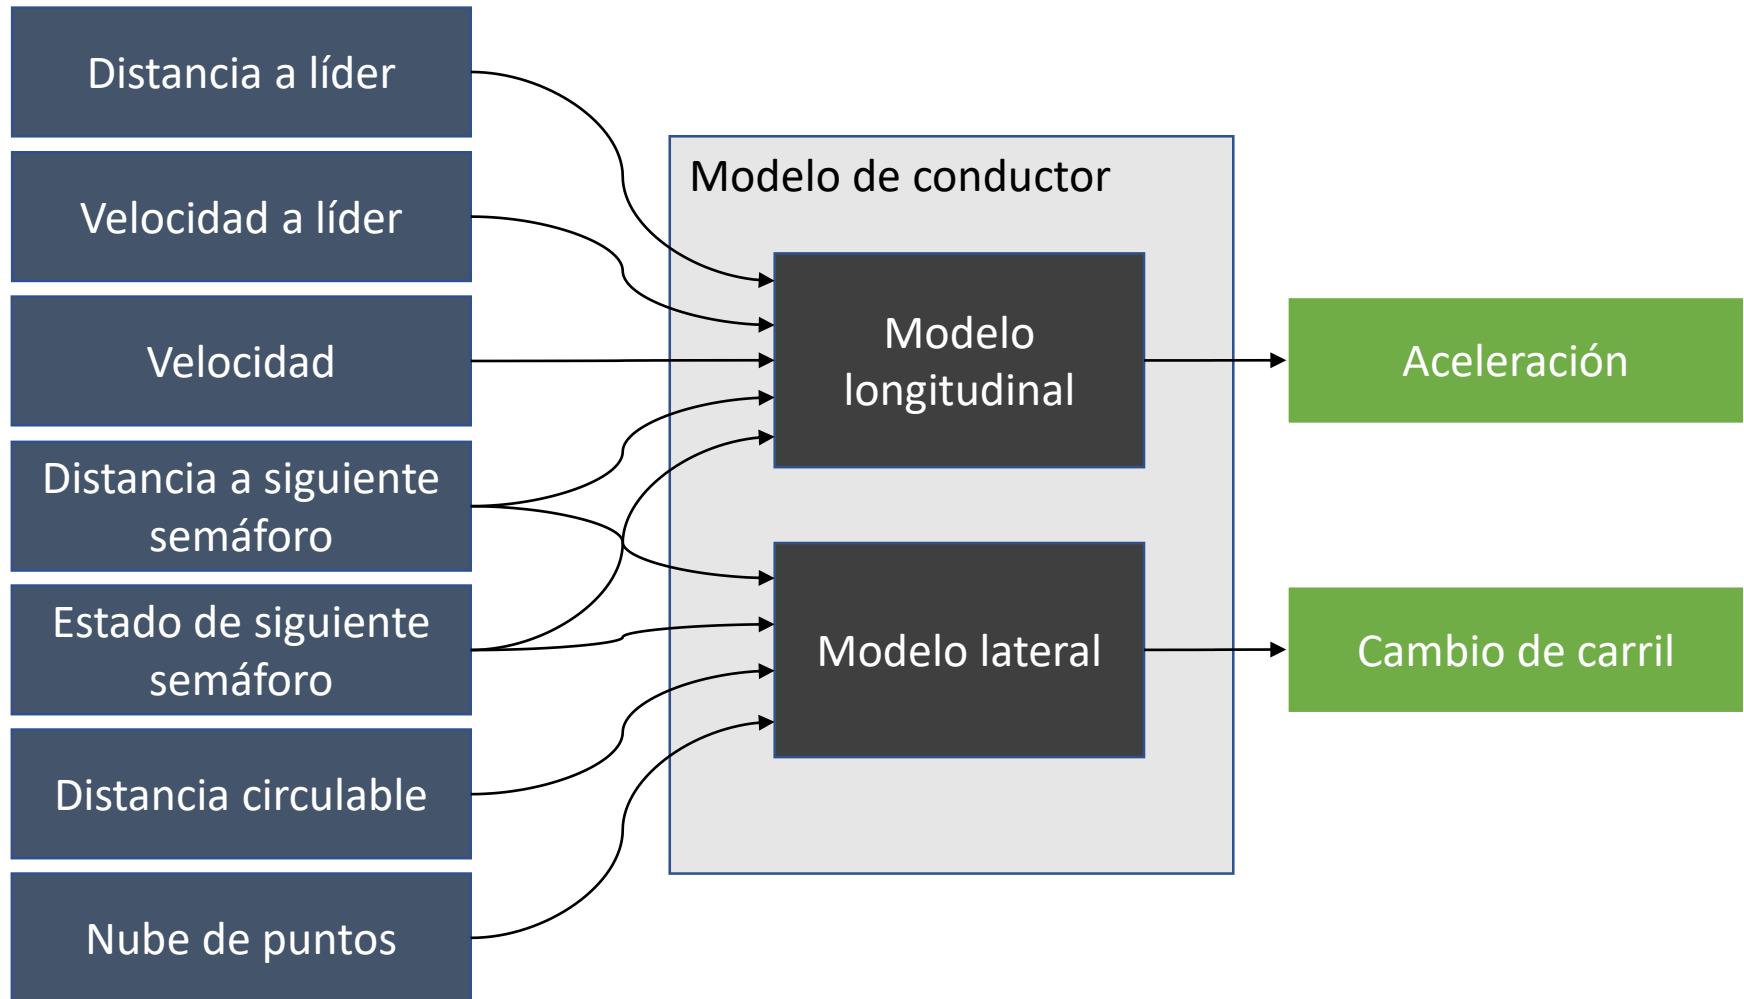 Distancia a líder
Velocidad a líder
Velocidad
Distancia a siguiente
semáforo
Estado de siguiente
semáforo
Distancia circulable
Nube de puntos
Modelo de conductor
Modelo
longitudinal
Modelo lateral
Aceleración
Cambio de carril